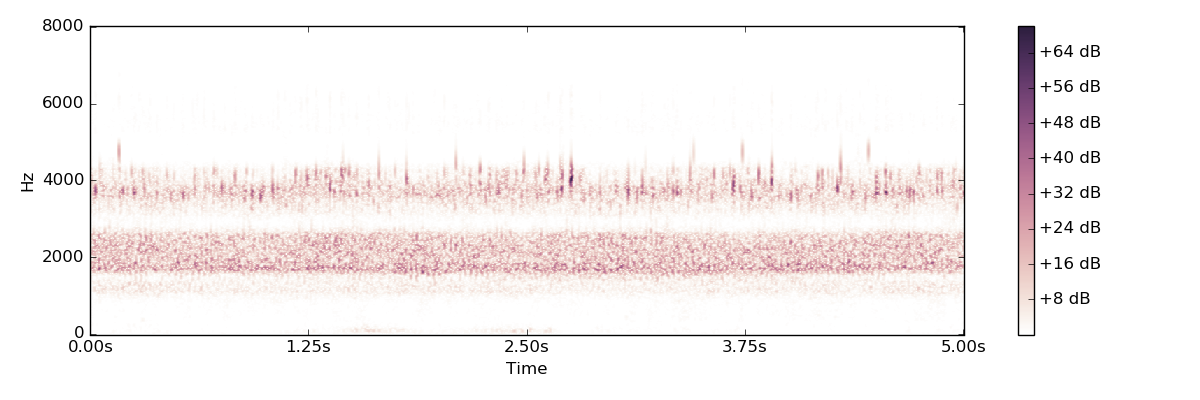 8000
6000
4000
2000
0
Hz
0.00s 1.25s 2.50s 3.75s 5.00s
Time
+64 dB
+56 dB
+48 dB
+40 dB
+32 dB
+24 dB
+16 dB
+8 dB